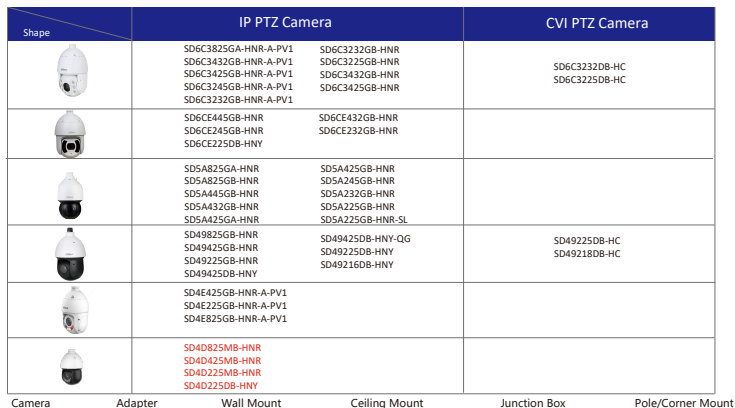 Shape
IP PTZ Camera
CVI PTZ Camera
SD6C3825GA-HNR-A-PV1
SD6C3432GB-HNR-A-PV1
SD6C3425GB-HNR-A-PV1
SD6C3245GB-HNR-A-PV1
SD6C3232GB-HNR-A-PV1
SD6C3232GB-HNR
SD6C3225GB-HNR
SD6C3432GB-HNR
SD6C3425GB-HNR
SD6C3232DB-HC
SD6C3225DB-HC
SD6CE445GB-HNR
SD6CE245GB-HNR
SD6CE225DB-HNY
SD6CE432GB-HNR
SD6CE232GB-HNR
SD5A825GA-HNR
SD5A825GB-HNR
SD5A445GB-HNR
SD5A432GB-HNR
SD5A425GA-HNR
SD5A425GB-HNR
SD5A245GB-HNR
SD5A232GB-HNR
SD5A225GB-HNR
SD5A225GB-HNR-SL
SD49825GB-HNR
SD49425GB-HNR
SD49225GB-HNR
SD49425DB-HNY
SD49425DB-HNY-QG
SD49225DB-HNY
SD49216DB-HNY
SD49225DB-HC
SD49218DB-HC
SD4E425GB-HNR-A-PV1
SD4E225GB-HNR-A-PV1
SD4E825GB-HNR-A-PV1
SD4D825MB-HNR
SD4D425MB-HNR
SD4D225MB-HNR
SD4D225DB-HNY
Camera Adapter Wall Mount Ceiling Mount Junction Box Pole/Corner Mount